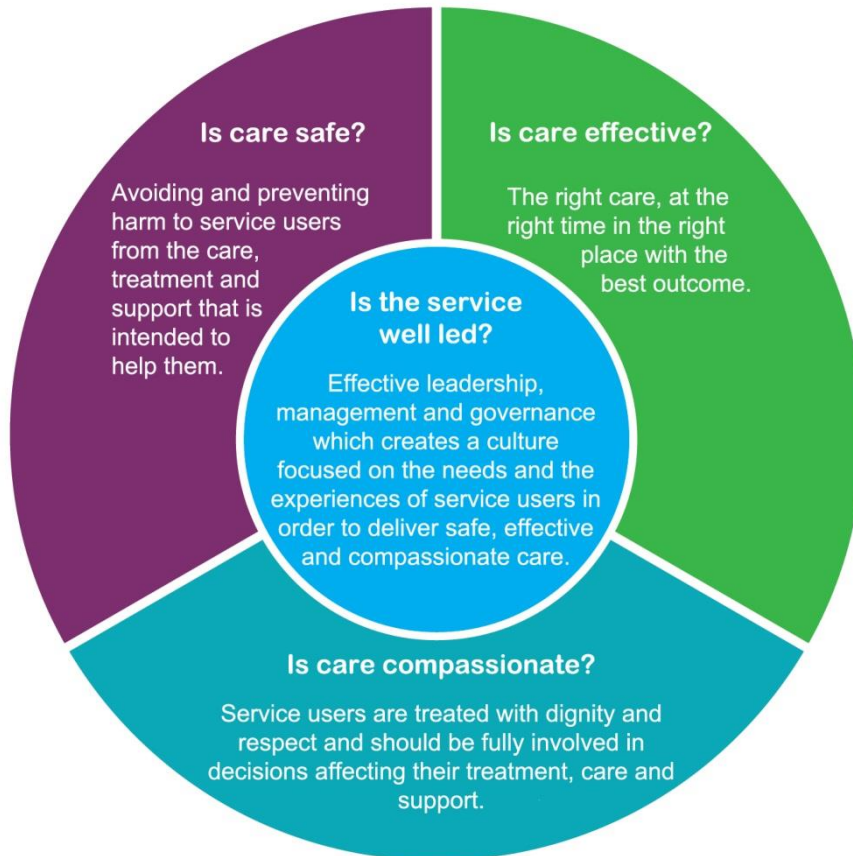 Is care safe?
Avoiding and preventing
harm to service users
from the care,
treatment and
support that is
intended to
help them.
Is care effective?
The right care, at the
right time in the right
place with the
best outcome.
Is the service
well led?
Effective leadership,
management and governance
which creates a culture
focused on the needs and the
experiences of service users in
order to deliver safe, effective
and compassionate care.
Is care compassionate?
Service users are treated with dignity and
respect and should be fully involved in
decisions affecting their treatment, care and
support.